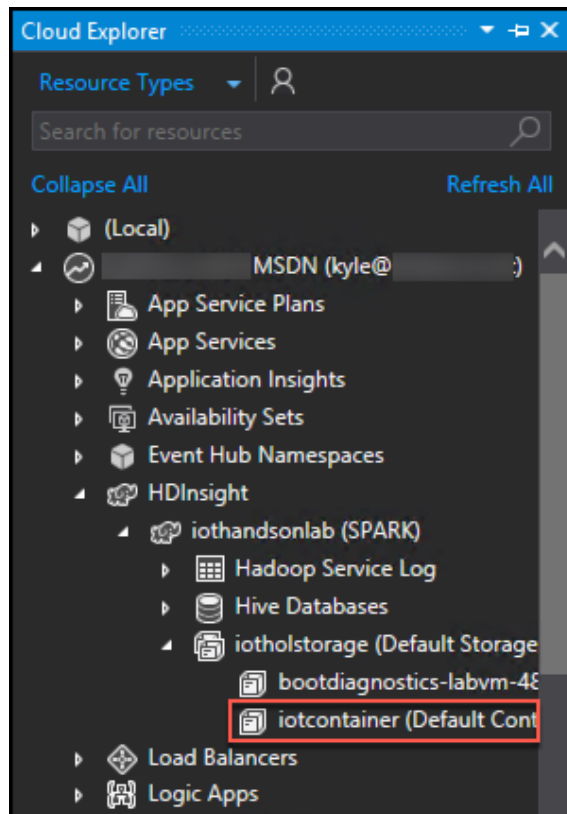 Cloud Explorer
Resource Types
Search for resources
Collapse All Refresh All
(Local)
MSDN (kyle@ :)
App Service Plans
App Services
Application Insights
Availability Sets
Event Hub Namespaces
HDInsight
iothandsonlab (SPARK)
Hadoop Service Log
Hive Databases
iotholstorage (Default Storage
bootdiagnostics-labvm-48
iotcontainer (Default Cont
Load Balancers
Logic Apps